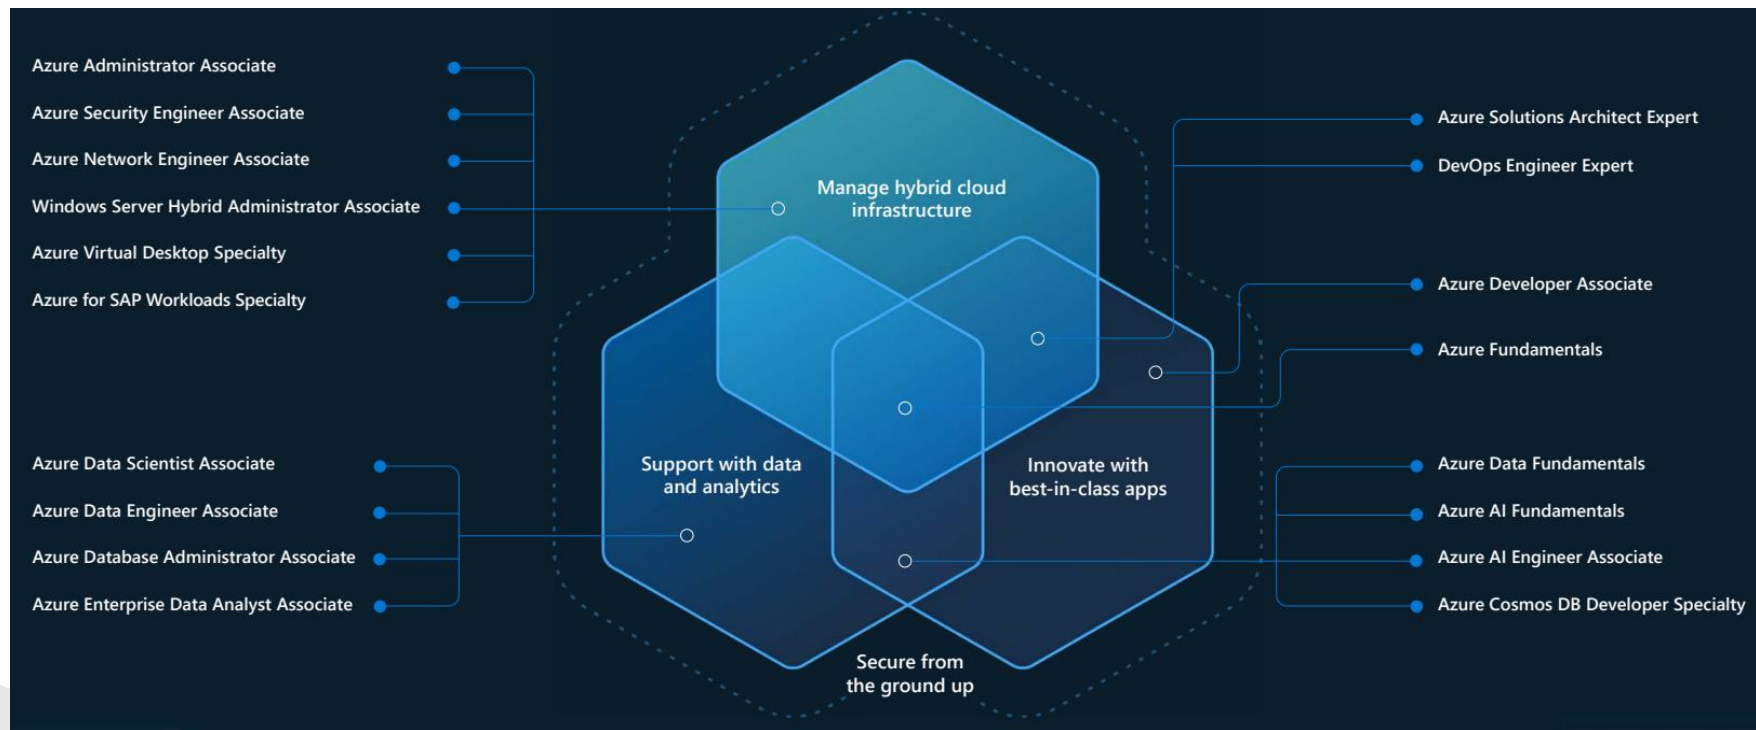 Azure Administrator Associate
Azure Security Engineer Associate
Azure Network Engineer Associate
Windows Server Hybrid Administrator Associate
Azure Virtual Desktop Specialty
Azure for SAP Workloads Specialty
Azure Data Scientist Associate
Azure Data Engineer Associate
Azure Database Administrator Associate
Azure Enterprise Data Analyst Associate
Manage hybrid cloud
infrastructure
Support with data
and analytics
Innovate with
best-in-class apps
Secure from
the ground up
Azure Solutions Architect Expert
DevOps Engineer Expert
Azure Developer Associate
Azure Fundamentals
Azure Data Fundamentals
Azure AI Fundamentals
Azure AI Engineer Associate
Azure Cosmos DB Developer Specialty